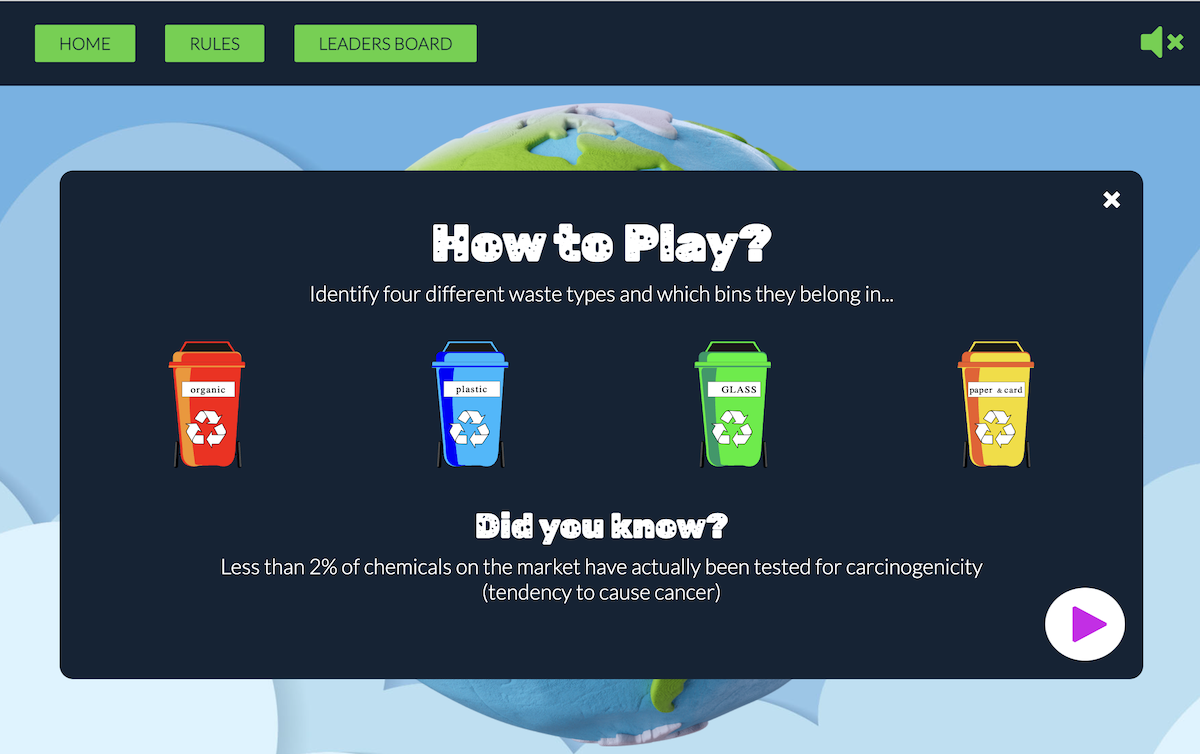 HOME RULES LEADERS BOARD
How to Play?
Identify four different waste types and which bins they belong in...
organic plastic GLASS paper & card
Did you know?
Less than 2% of chemicals on the market have actually been tested for carcinogenicity
(tendency to cause cancer)